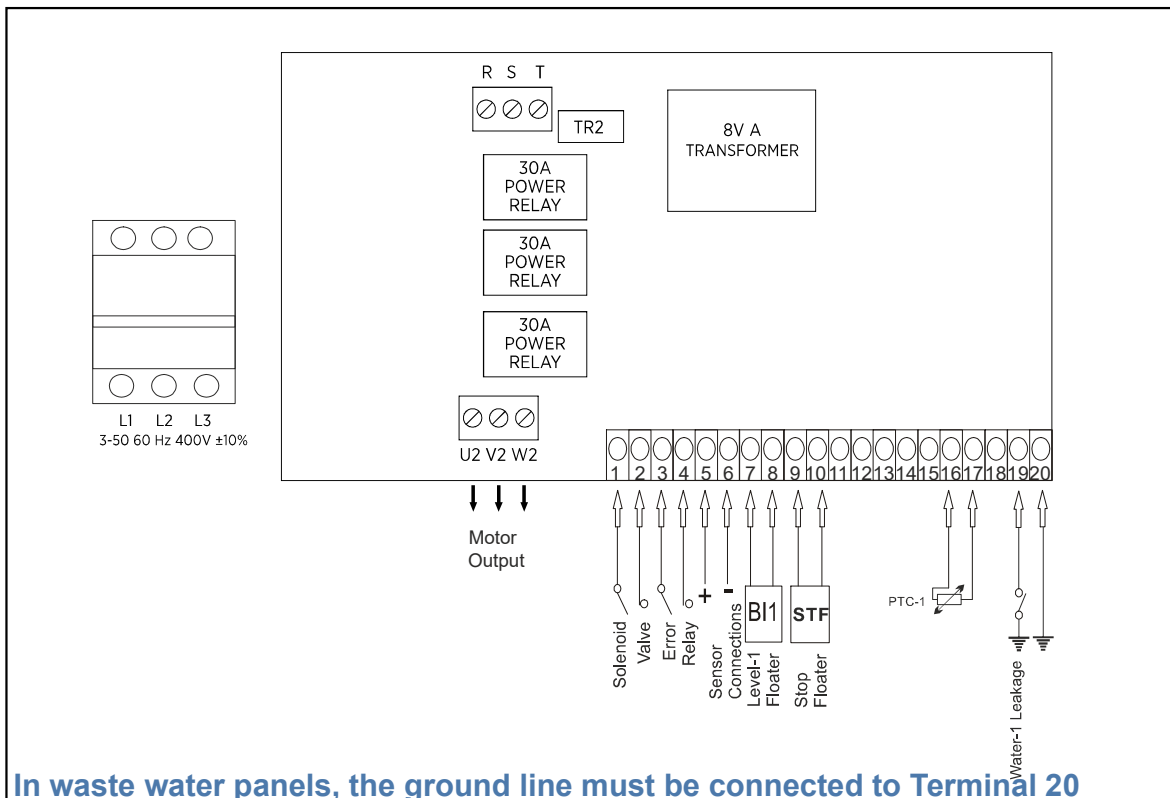 R S T
TR2
8V A
TRANSFORMER
30A
POWER
RELAY
30A
POWER
RELAY
30A
POWER
RELAY
L1 L2 L3
3-50 60 Hz 400V ±10%
U2 V2 W2
1 2 3 4 5 6 7 8 9 10 11 12 13 14 15 16 17 18 19 20
Motor
Output
+ -
BI1
STF
PTC-1
Solenoid
Valve
Error
Relay
Sensor
Connections
Level-1
Floater
Stop
Floater
Water-1 Leakage
In waste water panels, the ground line must be connected to Terminal 20